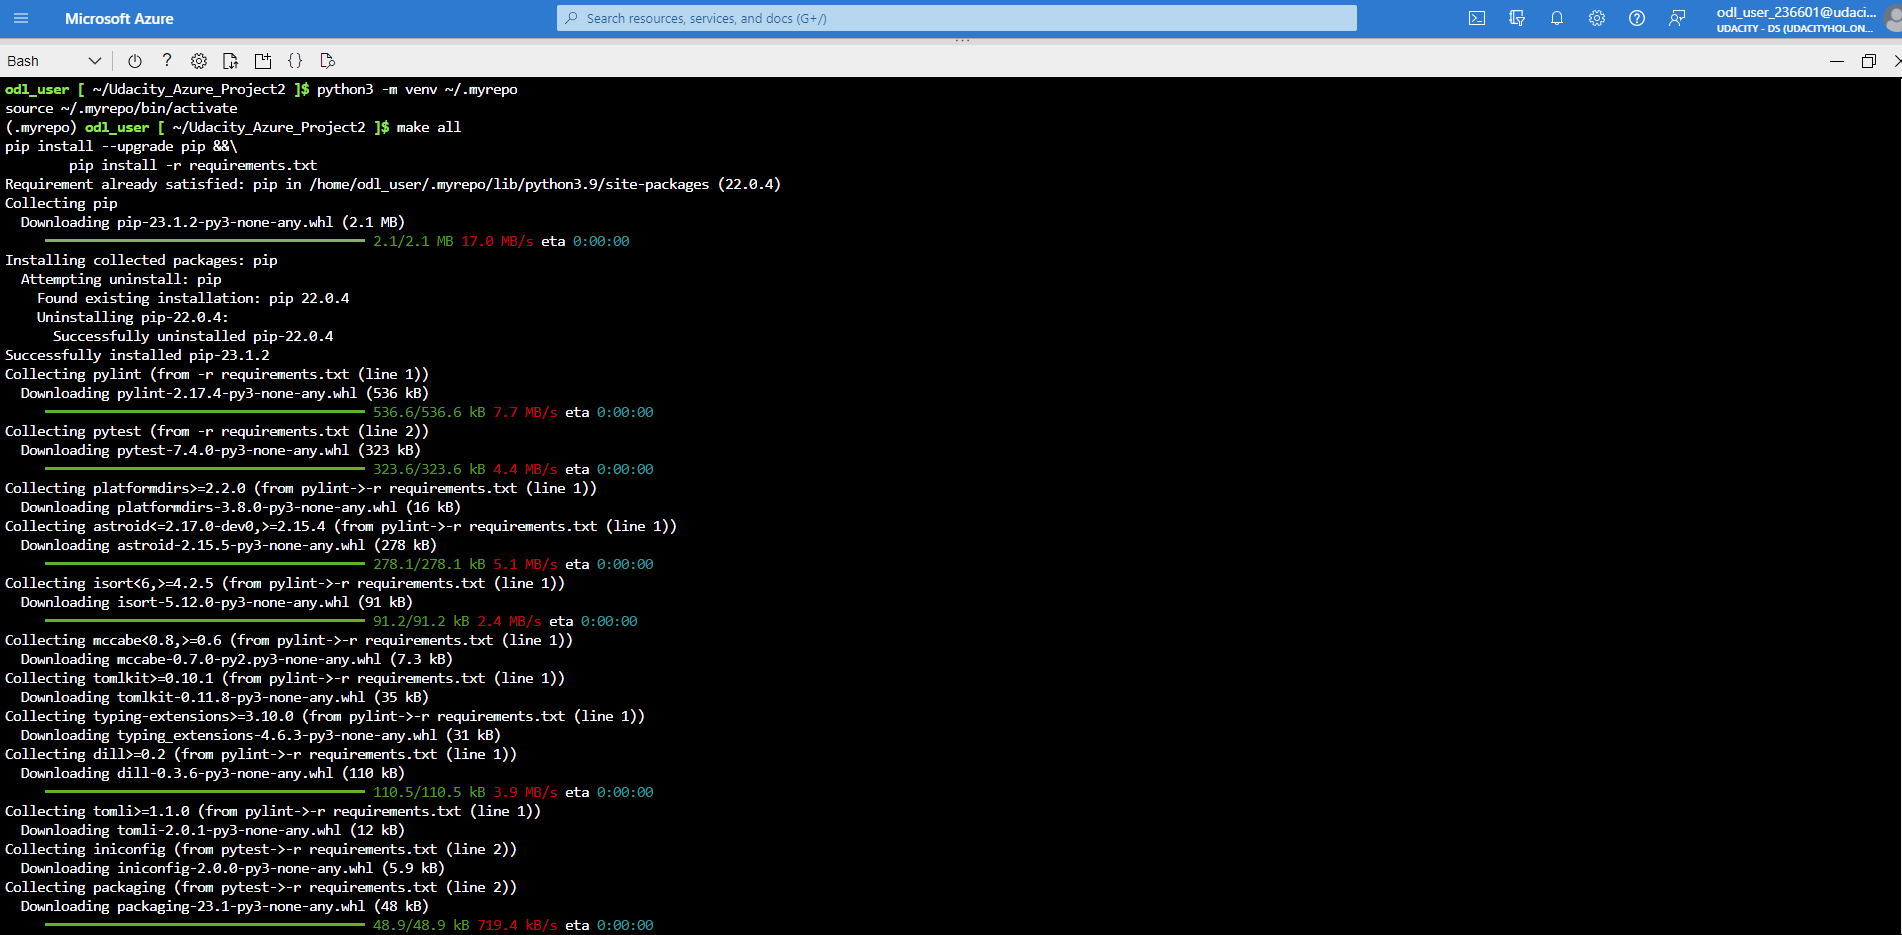 Microsoft Azure
Search resources, services, and docs (G+/)
odl_user_236601@udaci...
UDACITY - DS (UDACITYHOL.ON...
Bash
odl_user [ ~/Udacity_Azure_Project2 ]$ python3 -m venv ~/.myrepo
source ~/.myrepo/bin/activate
(.myrepo) odl_user [ ~/Udacity_Azure_Project2 ]$ make all
pip install --upgrade pip &&\
pip install -r requirements.txt
Requirement already satisfied: pip in /home/odl_user/.myrepo/lib/python3.9/site-packages (22.0.4)
Collecting pip
Downloading pip-23.1.2-py3-none-any.whl (2.1 MB)
2.1/2.1 MB 17.0 MB/s eta 0:00:00
Installing collected packages: pip
Attempting uninstall: pip
Found existing installation: pip 22.0.4
Uninstalling pip-22.0.4:
Successfully uninstalled pip-22.0.4
Successfully installed pip-23.1.2
Collecting pylint (from -r requirements.txt (line 1))
Downloading pylint-2.17.4-py3-none-any.whl (536 kB)
536.6/536.6 kB 7.7 MB/s eta 0:00:00
Collecting pytest (from -r requirements.txt (line 2))
Downloading pytest-7.4.0-py3-none-any.whl (323 kB)
323.6/323.6 kB 4.4 MB/s eta 0:00:00
Collecting platformdirs>=2.2.0 (from pylint->-r requirements.txt (line 1))
Downloading platformdirs-3.8.0-py3-none-any.whl (16 kB)
Collecting astroid<=2.17.0-dev0,>=2.15.4 (from pylint->-r requirements.txt (line 1))
Downloading astroid-2.15.5-py3-none-any.whl (278 kB)
278.1/278.1 kB 5.1 MB/s eta 0:00:00
Collecting isort<6,>=4.2.5 (from pylint->-r requirements.txt (line 1))
Downloading isort-5.12.0-py3-none-any.whl (91 kB)
91.2/91.2 kB 2.4 MB/s eta 0:00:00
Collecting mccabe<0.8,>=0.6 (from pylint->-r requirements.txt (line 1))
Downloading mccabe-0.7.0-py2.py3-none-any.whl (7.3 kB)
Collecting tomlkit>=0.10.1 (from pylint->-r requirements.txt (line 1))
Downloading tomlkit-0.11.8-py3-none-any.whl (35 kB)
Collecting typing-extensions>=3.10.0 (from pylint->-r requirements.txt (line 1))
Downloading typing_extensions-4.6.3-py3-none-any.whl (31 kB)
Collecting dill>=0.2 (from pylint->-r requirements.txt (line 1))
Downloading dill-0.3.6-py3-none-any.whl (110 kB)
110.5/110.5 kB 3.9 MB/s eta 0:00:00
Collecting tomli>=1.1.0 (from pylint->-r requirements.txt (line 1))
Downloading tomli-2.0.1-py3-none-any.whl (12 kB)
Collecting iniconfig (from pytest->-r requirements.txt (line 2))
Downloading iniconfig-2.0.0-py3-none-any.whl (5.9 kB)
Collecting packaging (from pytest->-r requirements.txt (line 2))
Downloading packaging-23.1-py3-none-any.whl (48 kB)
48.9/48.9 kB 719.4 kB/s eta 0:00:00